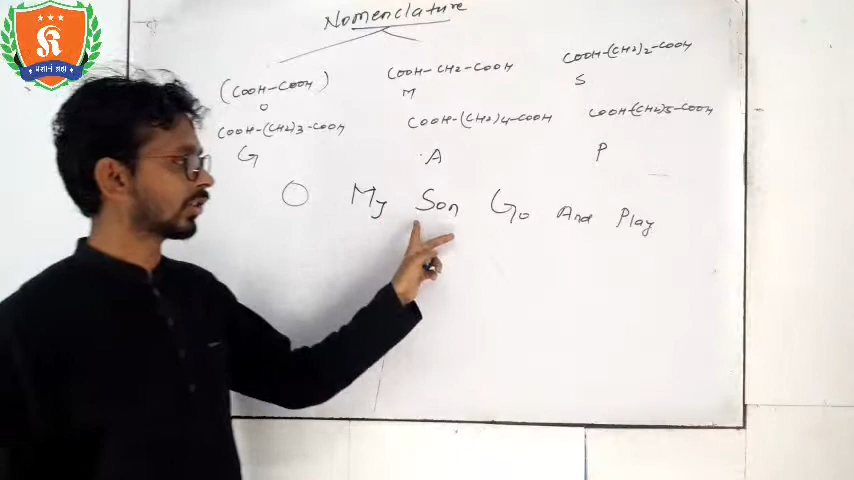 Nomenclature
(COOH-COOH) COOH-CH2-COOH COOH-(CH2)2-COOH
O M S
COOH-(CH2)3-COOH COOH-(CH2)4-COOH COOH-(CH2)5-COOH
G A P
O My Son Go And Play
R